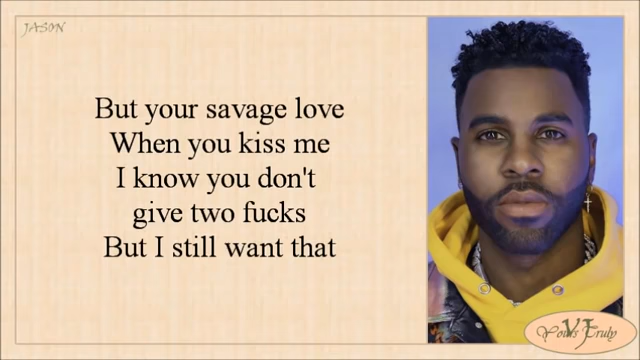 JASON
But your savage love
When you kiss me
I know you don't
give two fucks
But I still want that
Yours Truly
VT